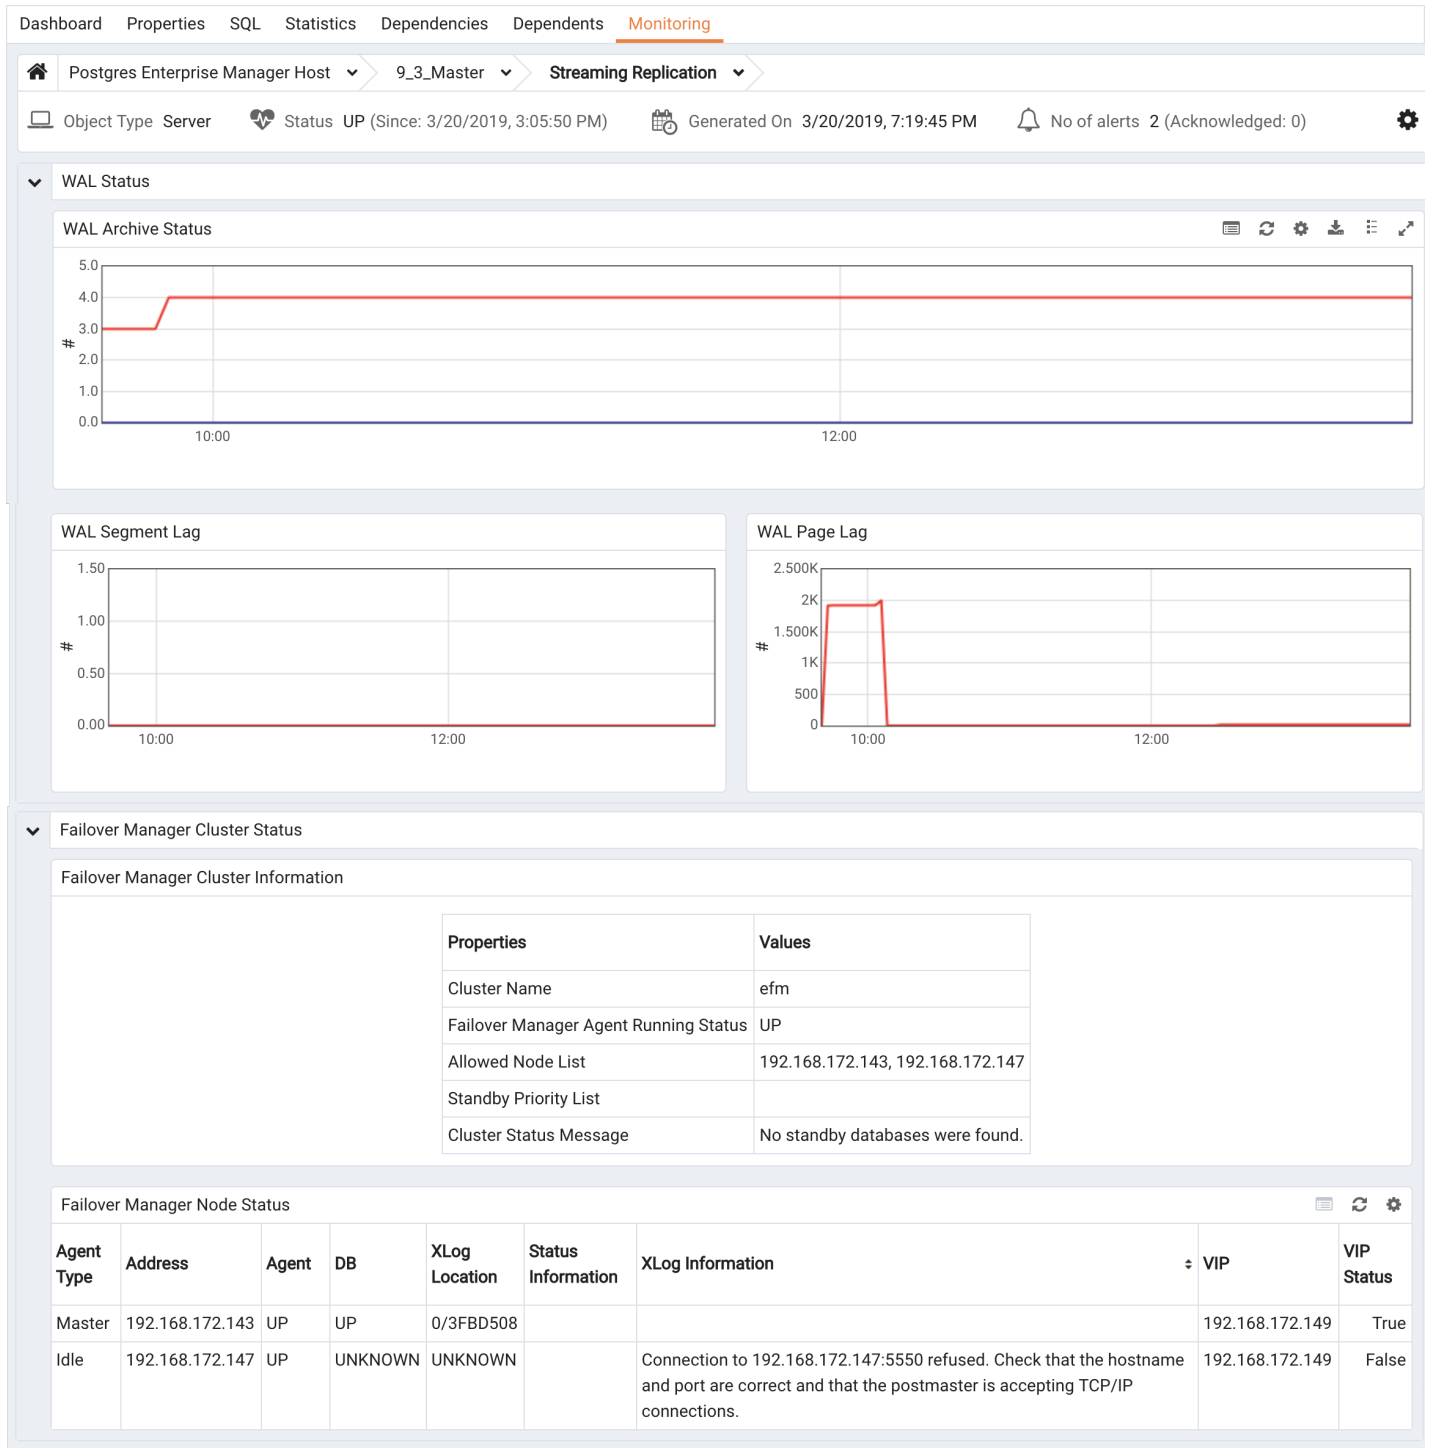 Dashboard Properties SQL Statistics Dependencies Dependents Monitoring
Postgres Enterprise Manager Host 9_3_Master Streaming Replication
Object Type Server Status UP (Since: 3/20/2019, 3:05:50 PM) Generated On 3/20/2019, 7:19:45 PM No of alerts 2 (Acknowledged: 0)
WAL Status
WAL Archive Status
5.0
4.0
3.0
#
2.0
1.0
0.0
10:00 12:00
WAL Segment Lag
1.50
1.00
#
0.50
0.00
10:00 12:00
WAL Page Lag
2.500K
2K
1.500K
#
1K
500
0
10:00 12:00
Failover Manager Cluster Status
Failover Manager Cluster Information
Properties Values
Cluster Name efm
Failover Manager Agent Running Status UP
Allowed Node List 192.168.172.143, 192.168.172.147
Standby Priority List
Cluster Status Message No standby databases were found.
Failover Manager Node Status
Agent Type Address Agent DB XLog Location Status Information XLog Information VIP VIP Status
Master 192.168.172.143 UP UP 0/3FBD508 192.168.172.149 True
Idle 192.168.172.147 UP UNKNOWN UNKNOWN Connection to 192.168.172.147:5550 refused. Check that the hostname 192.168.172.149 False
and port are correct and that the postmaster is accepting TCP/IP
connections.